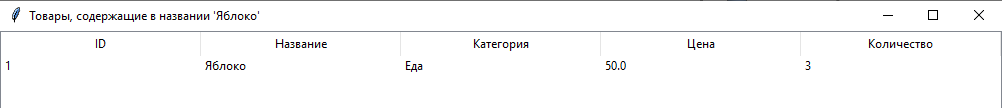 Товары, содержащие в названии 'Яблоко'
ID Название Категория Цена Количество
1 Яблоко Еда 50.0 3